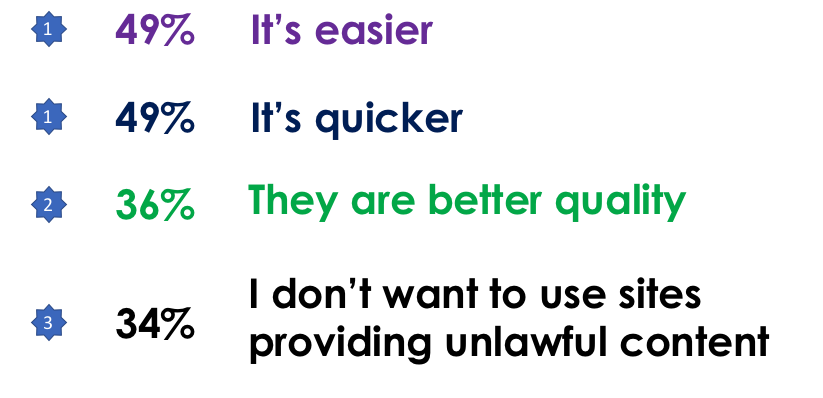 1 49% It's easier
1 49% It's quicker
2 36% They are better quality
3 34% I don't want to use sites
providing unlawful content